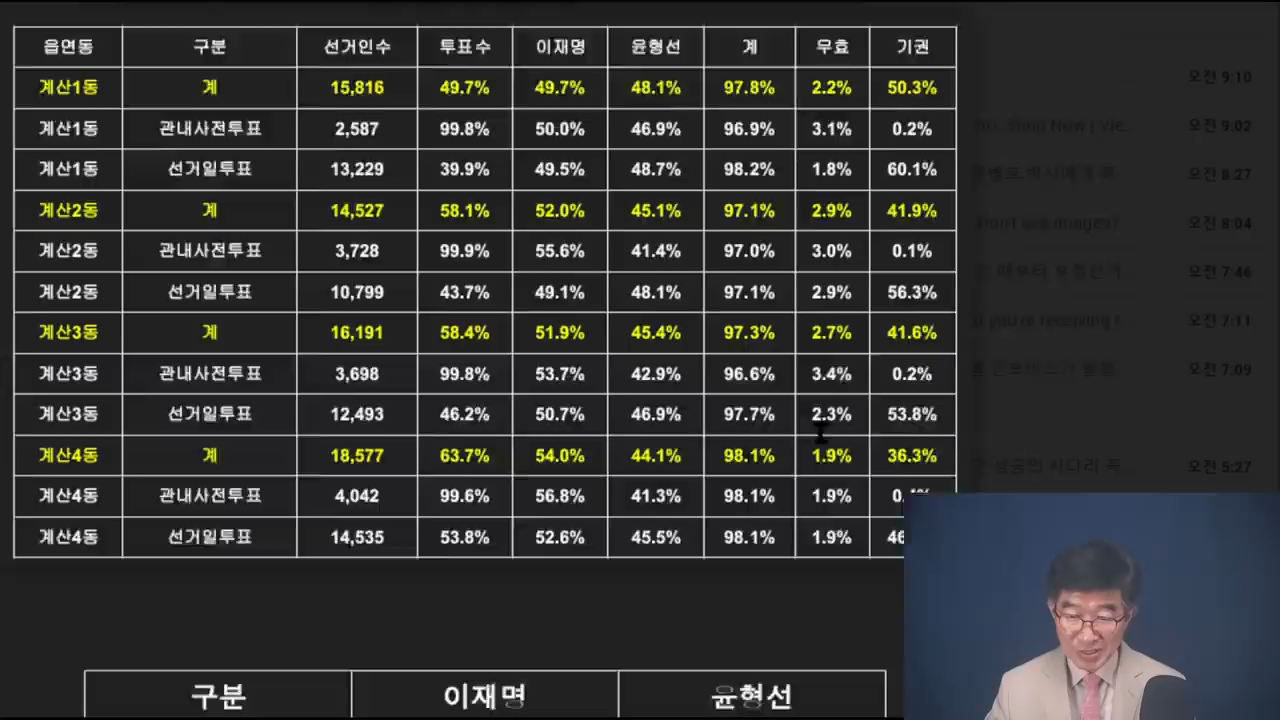 읍면동 구분 선거인수 투표수 이재명 윤형선 계 무효 기권
계산1동 계 15,816 49.7% 49.7% 48.1% 97.8% 2.2% 50.3%
계산1동 관내사전투표 2,587 99.8% 50.0% 46.9% 96.9% 3.1% 0.2%
계산1동 선거일투표 13,229 39.9% 49.5% 48.7% 98.2% 1.8% 60.1%
계산2동 계 14,527 58.1% 52.0% 45.1% 97.1% 2.9% 41.9%
계산2동 관내사전투표 3,728 99.9% 55.6% 41.4% 97.0% 3.0% 0.1%
계산2동 선거일투표 10,799 43.7% 49.1% 48.1% 97.1% 2.9% 56.3%
계산3동 계 16,191 58.4% 51.9% 45.4% 97.3% 2.7% 41.6%
계산3동 관내사전투표 3,698 99.8% 53.7% 42.9% 96.6% 3.4% 0.2%
계산3동 선거일투표 12,493 46.2% 50.7% 46.9% 97.7% 2.3% 53.8%
계산4동 계 18,577 63.7% 54.0% 44.1% 98.1% 1.9% 36.3%
계산4동 관내사전투표 4,042 99.6% 56.8% 41.3% 98.1% 1.9%
계산4동 선거일투표 14,535 53.8% 52.6% 45.5% 98.1% 1.9% 46
구분 이재명 윤형선
오전 9:10
Now | Vie
오전 9:02
오전 8:27
see images?
오전 8:04
오전 7:46
you're receiving
오전 7:11
오전 7:09
오전 5:27